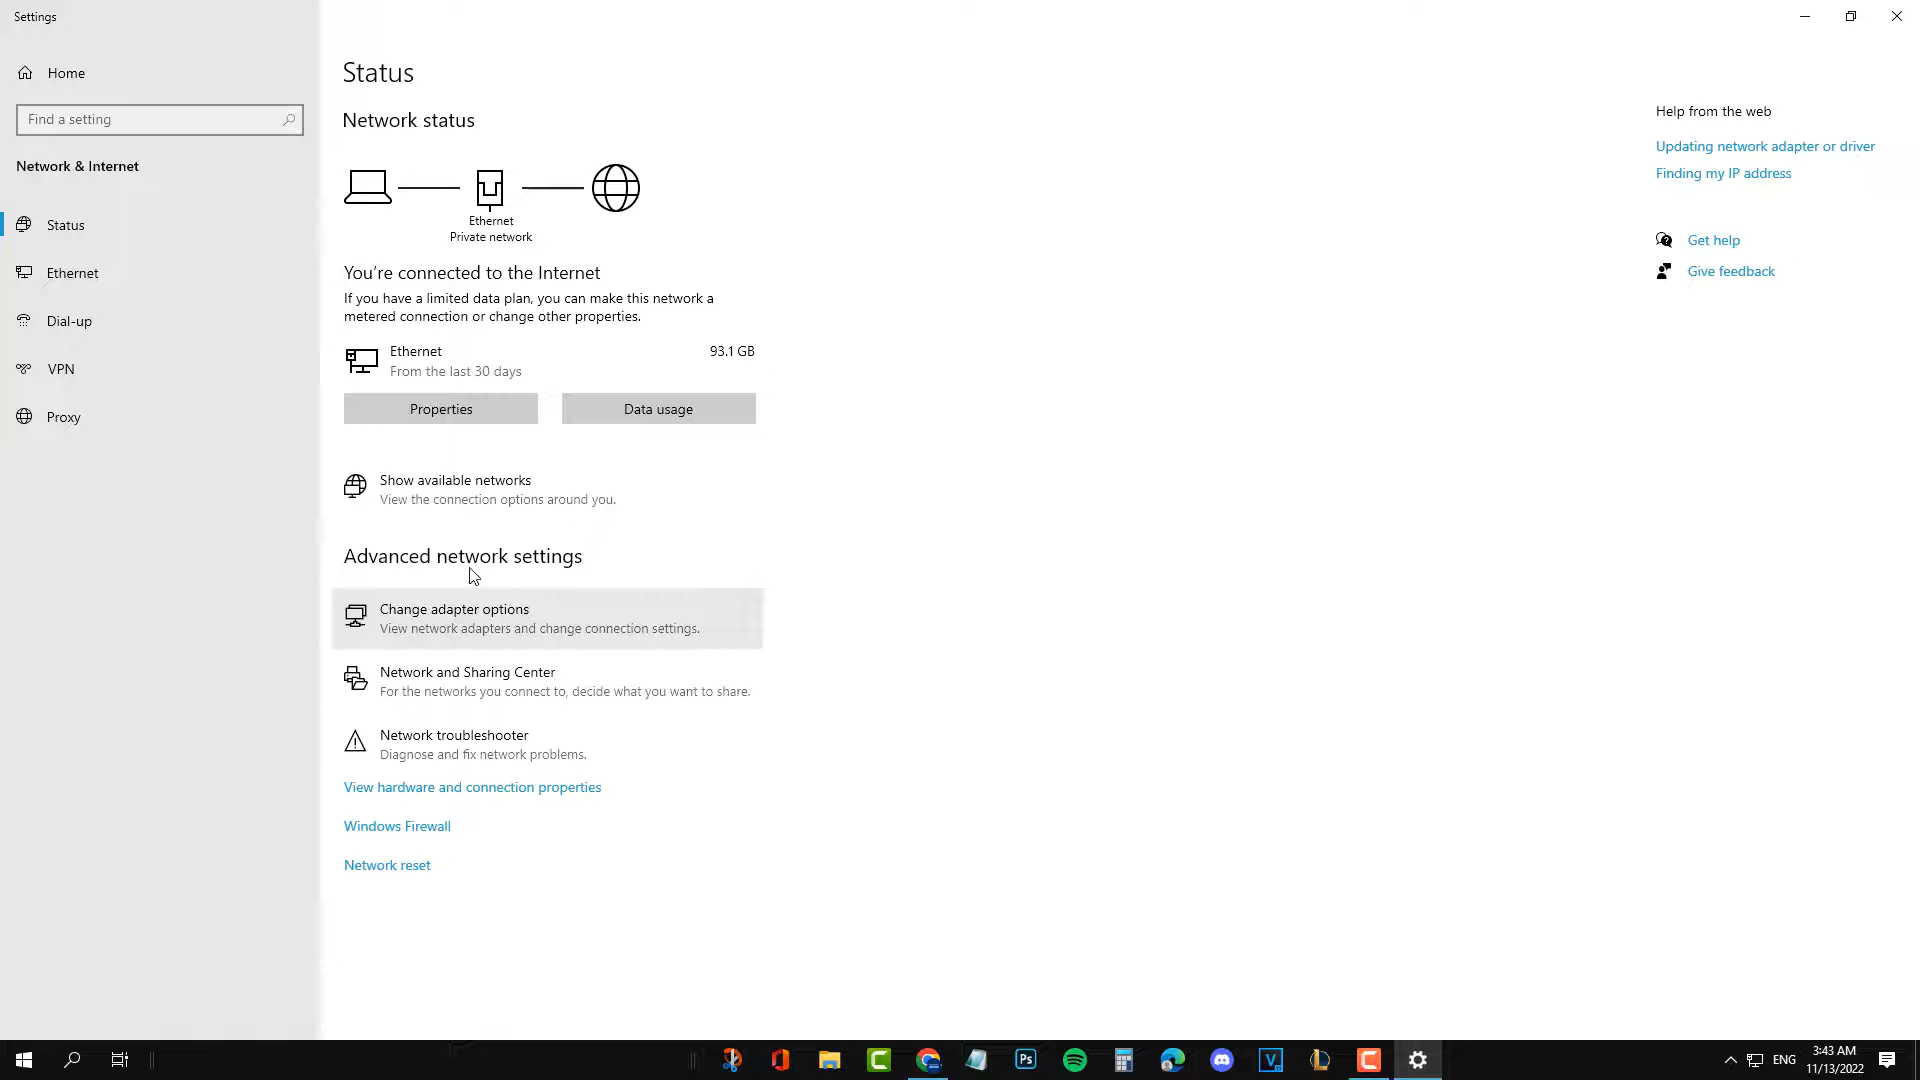 Settings
Home
Find a setting
Network & Internet
Status
Ethernet
Dial-up
VPN
Proxy
Status
Network status
Ethernet
Private network
You're connected to the Internet
If you have a limited data plan, you can make this network a
metered connection or change other properties.
Ethernet 93.1 GB
From the last 30 days
Properties Data usage
Show available networks
View the connection options around you.
Advanced network settings
Change adapter options
View network adapters and change connection settings.
Network and Sharing Center
For the networks you connect to, decide what you want to share.
Network troubleshooter
Diagnose and fix network problems.
View hardware and connection properties
Windows Firewall
Network reset
Help from the web
Updating network adapter or driver
Finding my IP address
Get help
Give feedback
Ps
V
ENG
3:43 AM
11/13/2022